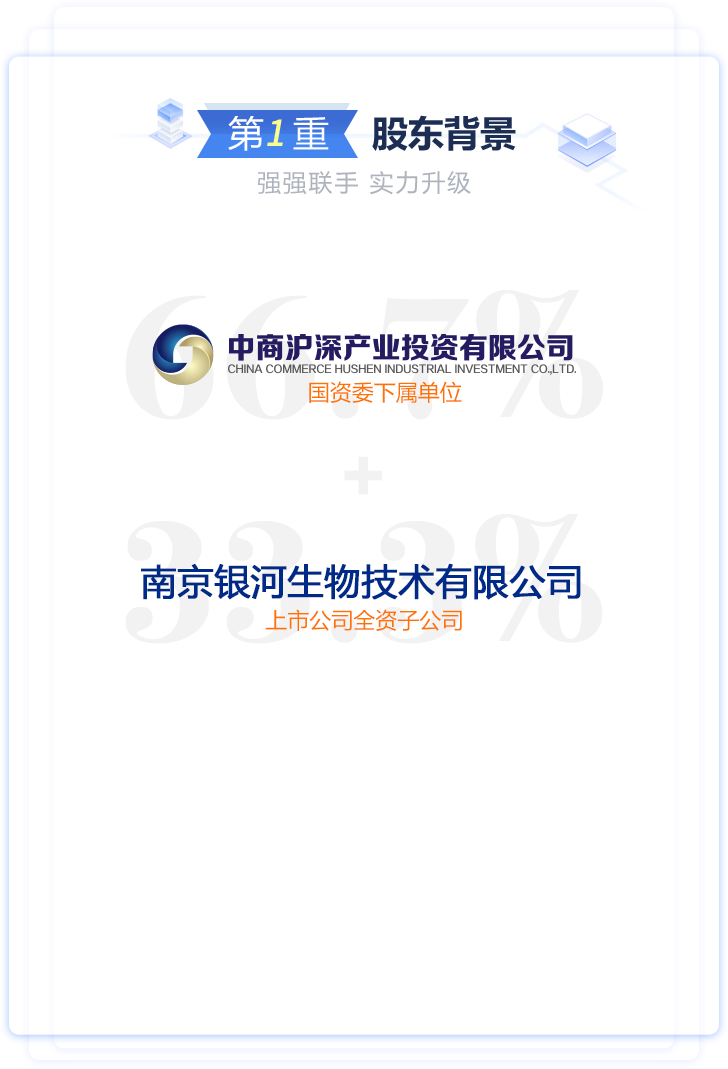 第1重 股东背景
强强联手 实力升级
66.7%
中商沪深产业投资有限公司
CHINA COMMERCE HUSHEN INDUSTRIAL INVESTMENT CO.,LTD.
国资委下属单位
+
33.3%
南京银河生物技术有限公司
上市公司全资子公司